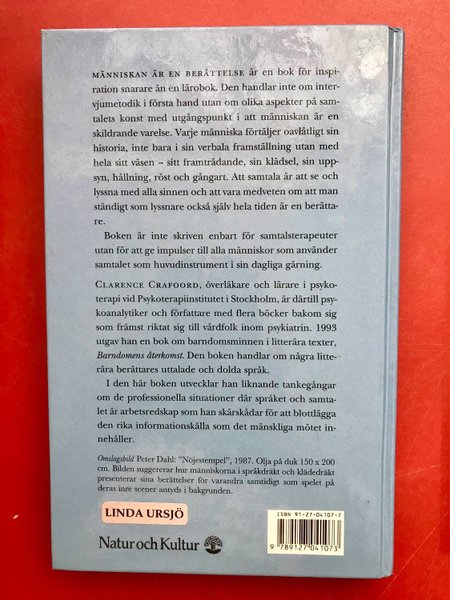 MÄNNISKAN ÄR EN BERÄTTELSE är en bok för inspi-
ration snarare än en lärobok. Den handlar inte om inter-
vjumetodik i första hand utan om olika aspekter på sam-
talets konst med utgångspunkt i att människan är en
skildrande varelse. Varje människa förtäljer oavlåtligt sin
historia, inte bara i sin verbala framställning utan med
hela sitt väsen – sitt framträdande, sin klädsel, sin upp-
syn, hållning, röst och gångart. Att samtala är att se och
lyssna med alla sinnen och att vara medveten om att man
ständigt som lyssnare också själv hela tiden är en berätta-
re.
Boken är inte skriven enbart för samtalsterapeuter
utan för att ge impulser till alla människor som använder
samtalet som huvudinstrument i sin dagliga gärning.
CLARENCE CRAFOORD, överläkare och lärare i psyko-
terapi vid Psykoterapiinstitutet i Stockholm, är därtill psy-
koanalytiker och författare med flera böcker bakom sig
som främst riktat sig till vårdfolk inom psykiatrin. 1993
utgav han en bok om barndomsminnen i litterära texter,
Barndomens återkomst. Den boken handlar om några litte-
rära berättares uttalade och dolda språk.
I den här boken utvecklar han liknande tankegångar
om de professionella situationer där språket och samta-
let är arbetsredskap som han skärskådar för att blottlägga
den rika informationskälla som det mänskliga mötet in-
nehåller.
Omslagsbild Peter Dahl: "Nöjestempel", 1987. Olja på duk 150 x 200
cm. Bilden suggererar hur människorna i språkdräkt och klädedräkt
presenterar sina berättelser för varandra samtidigt som spelet på
deras inre scener antyds i bakgrunden.
LINDA URSJÖ
Natur och Kultur
ISBN 91-27-04107-7
9 789127 041073